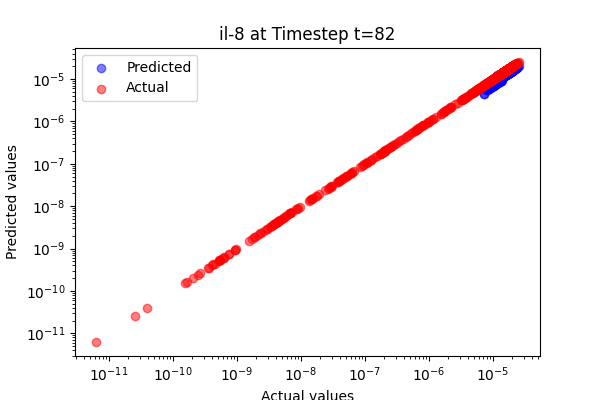 il-8 at Timestep t=82
Predicted
Actual
Predicted values
10⁻⁵
10⁻⁶
10⁻⁷
10⁻⁸
10⁻⁹
10⁻¹⁰
10⁻¹¹
10⁻¹¹ 10⁻¹⁰ 10⁻⁹ 10⁻⁸ 10⁻⁷ 10⁻⁶ 10⁻⁵
Actual values